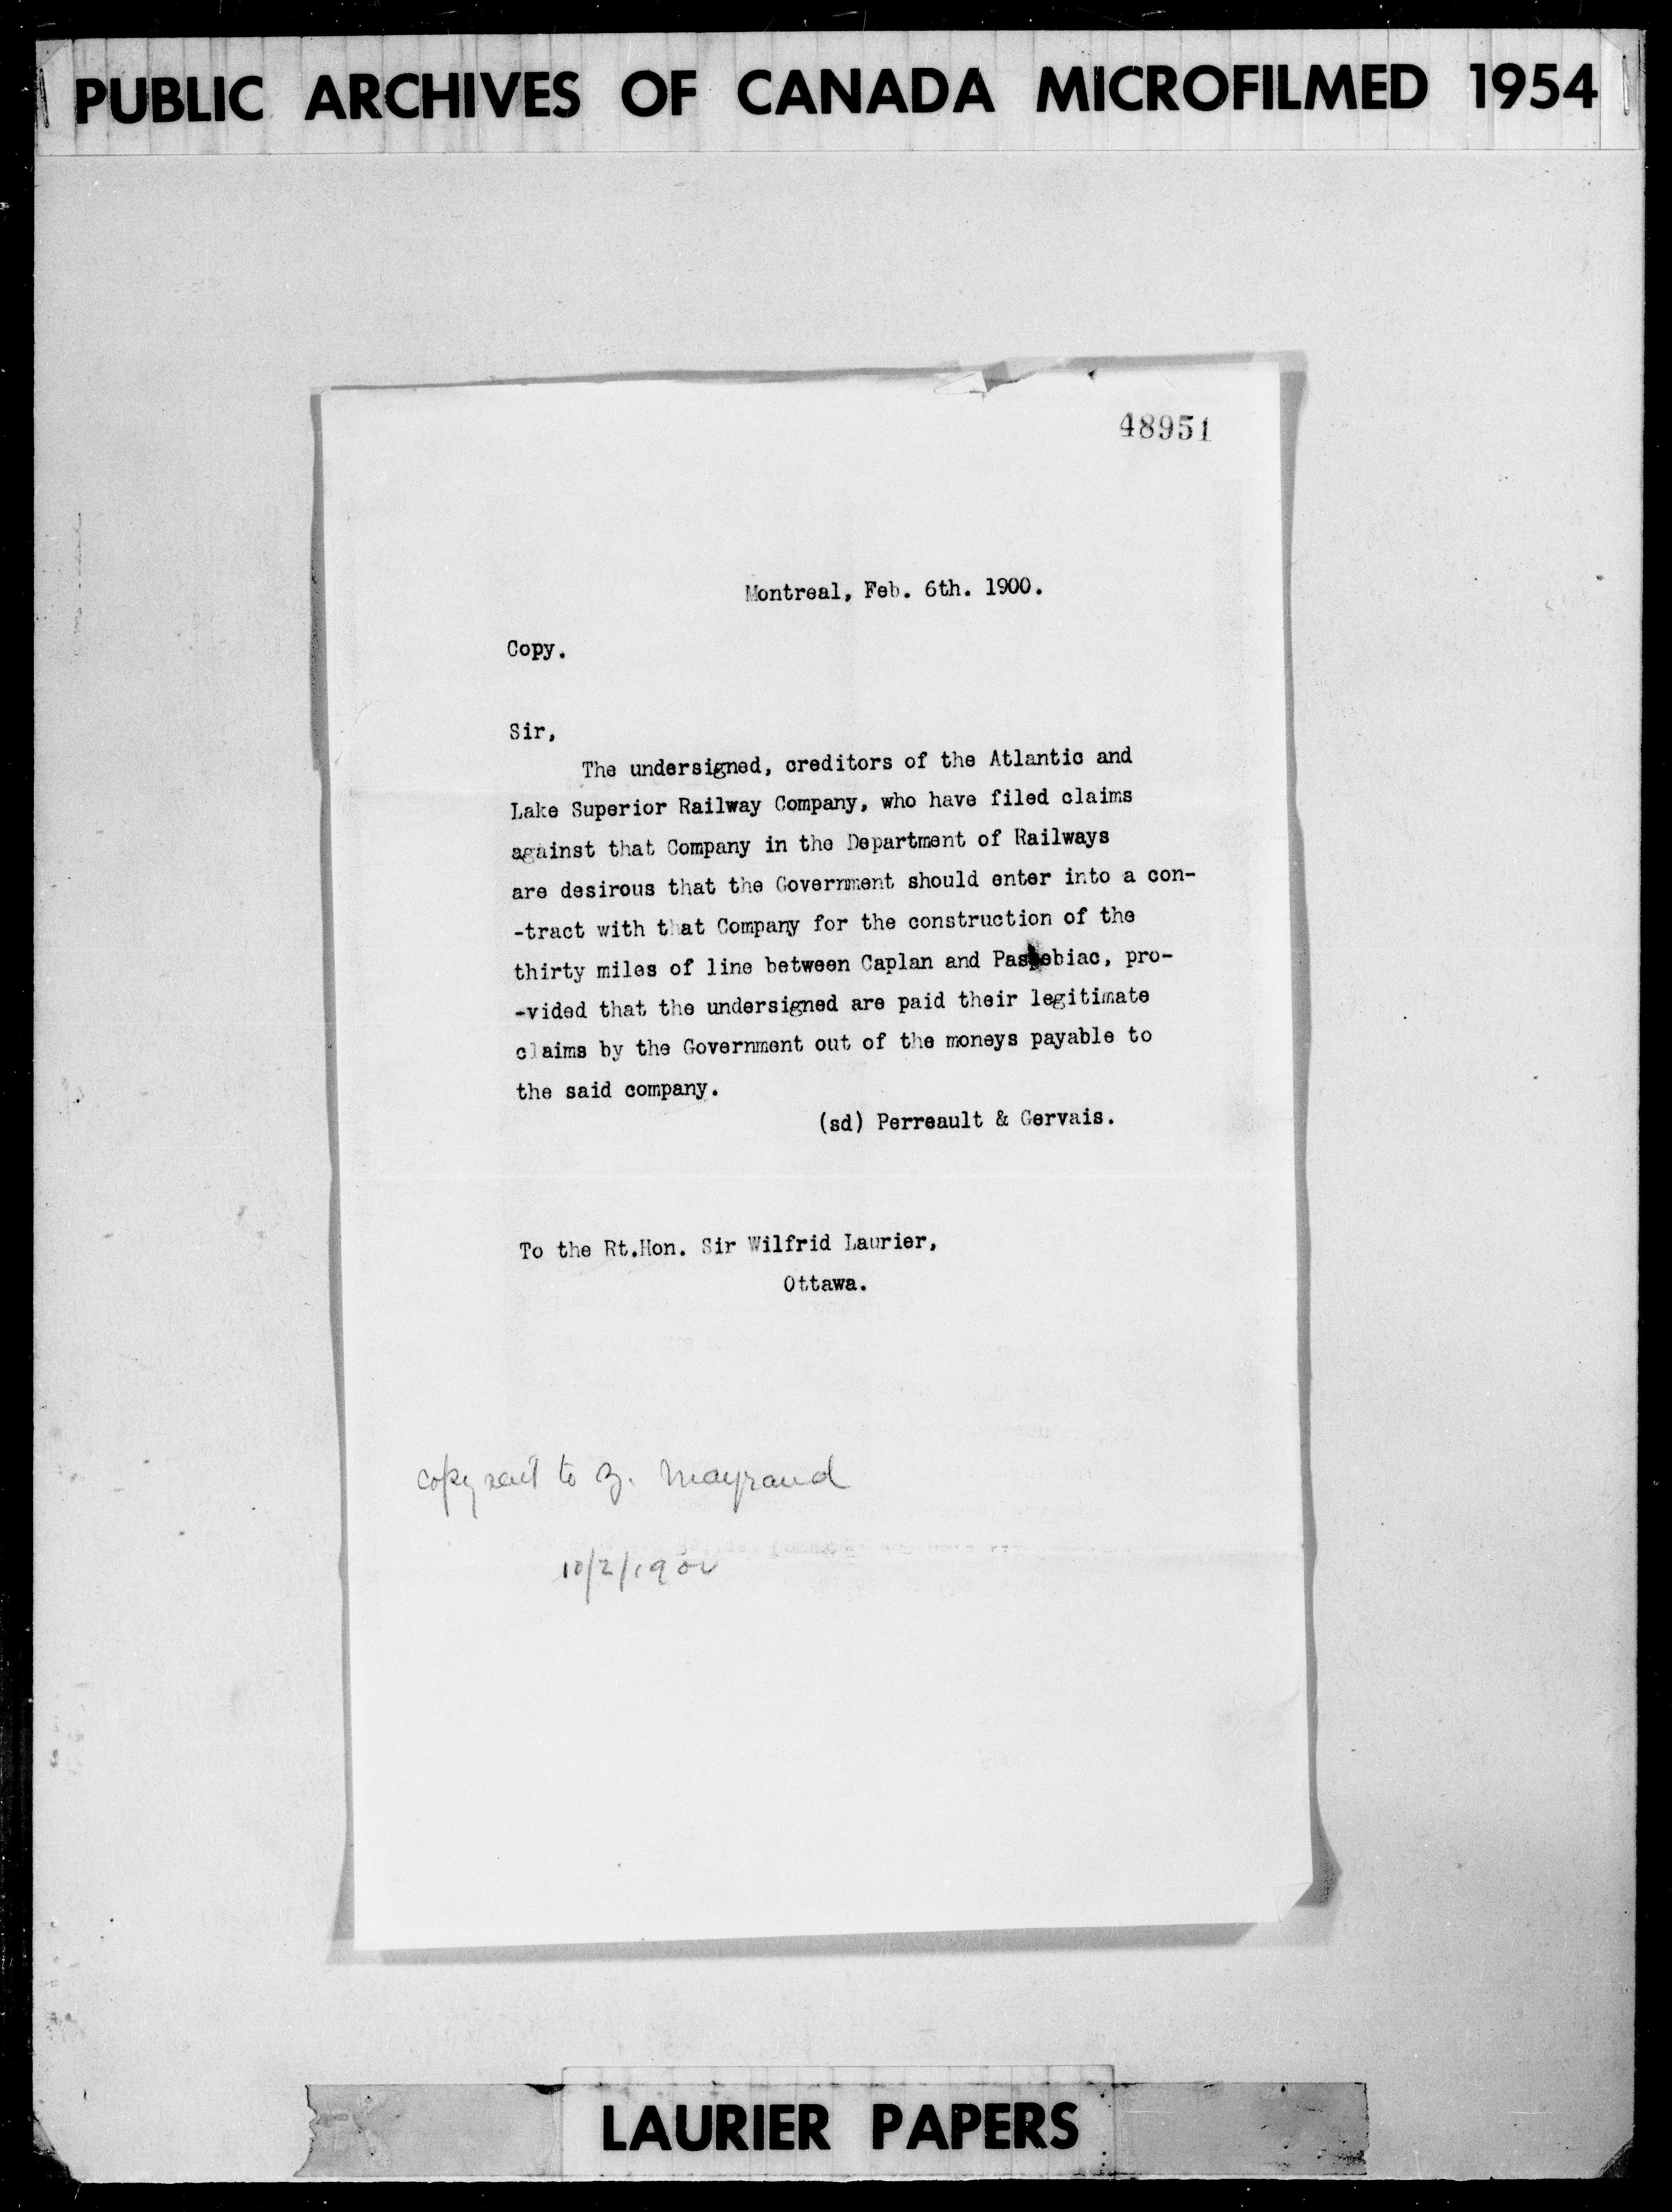 PUBLIC ARCHIVES OF CANADA MICROFILMED 1954
48951
Montreal, Feb. 6th. 1900.
Copy.
Sir,
The undersigned, creditors of the Atlantic and
Lake Superior Railway Company, who have filed claims
against that Company in the Department of Railways
are desirous that the Government should enter into a con-
-tract with that Company for the construction of the
thirty miles of line between Caplan and Paspebiac, pro-
-vided that the undersigned are paid their legitimate
claims by the Government out of the moneys payable to
the said company.
(sd) Perreault & Gervais.
To the Rt.Hon. Sir Wilfrid Laurier,
Ottawa.
copy sent to Z. Mayrand
10/2/1900
LAURIER PAPERS